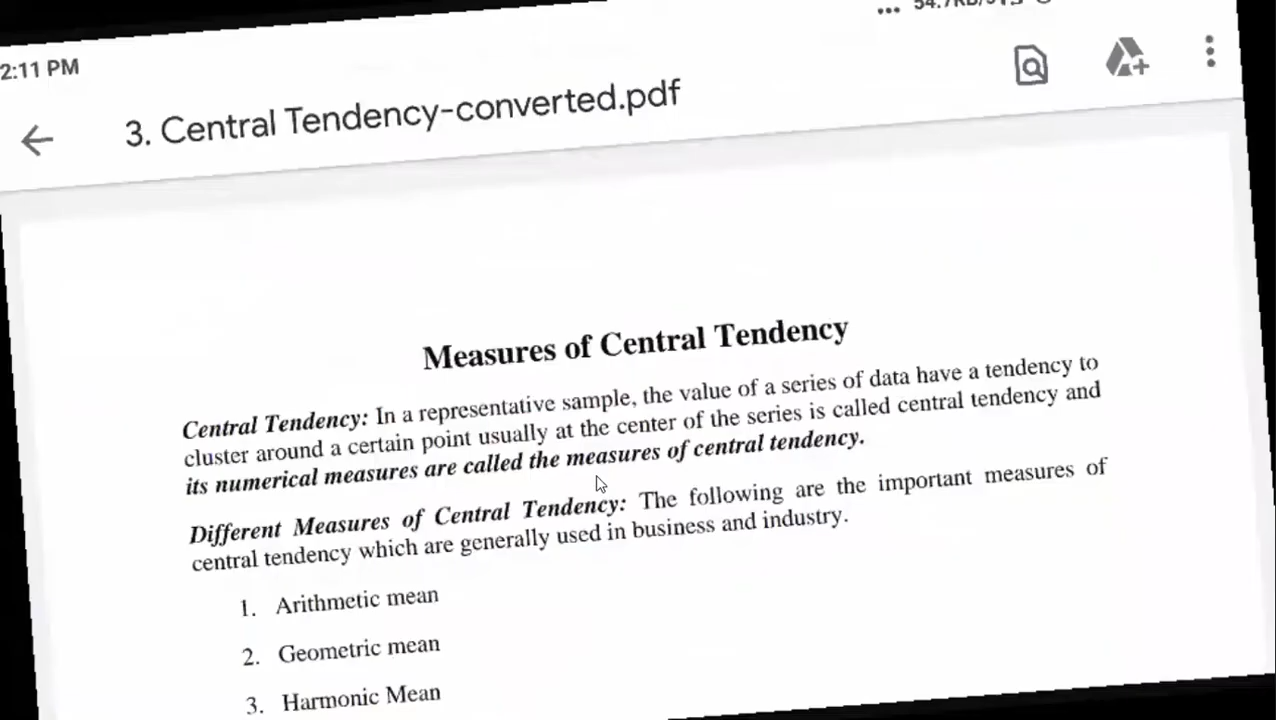 2:11 PM
3. Central Tendency-converted.pdf
Measures of Central Tendency
Central Tendency: In a representative sample, the value of a series of data have a tendency to
cluster around a certain point usually at the center of the series is called central tendency and
its numerical measures are called the measures of central tendency.
Different Measures of Central Tendency: The following are the important measures of
central tendency which are generally used in business and industry.
1. Arithmetic mean
2. Geometric mean
3. Harmonic Mean